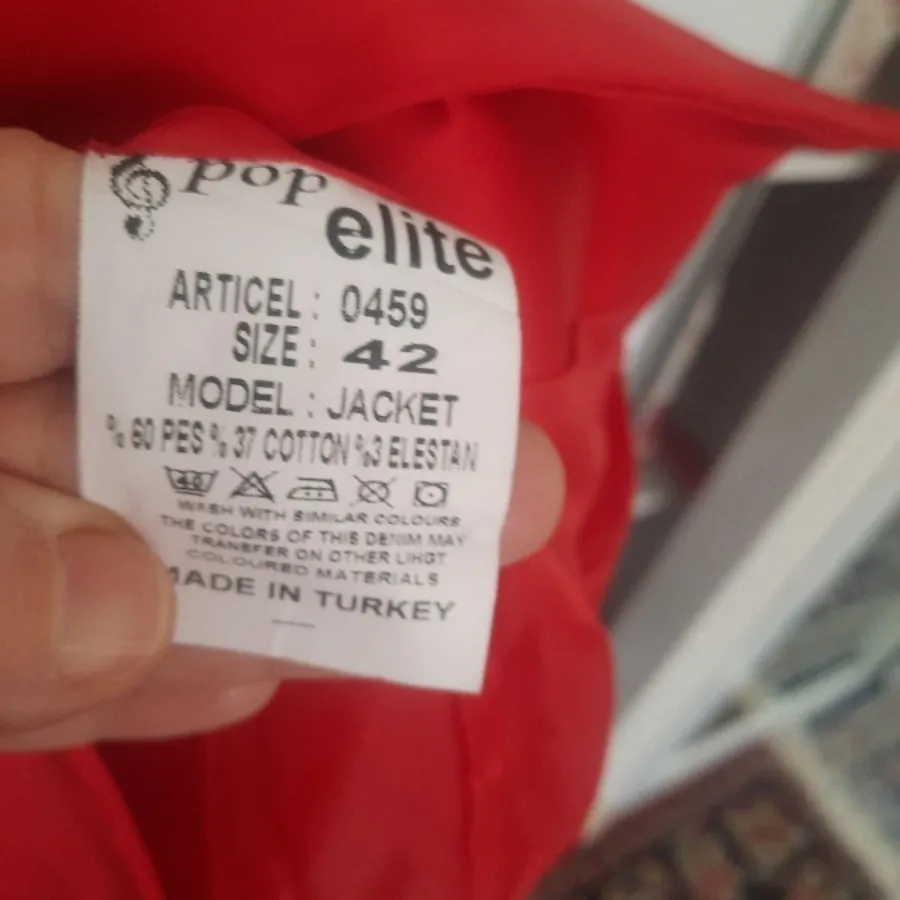 pop
elite
ARTICEL : 0459
SIZE : 42
MODEL : JACKET
% 60 PES % 37 COTTON %3 ELESTAN
40
WASH WITH SIMILAR COLOURS
THE COLORS OF THIS DENIM MAY
TRANSFER ON OTHER LIHGT
COLOURED MATERIALS
MADE IN TURKEY